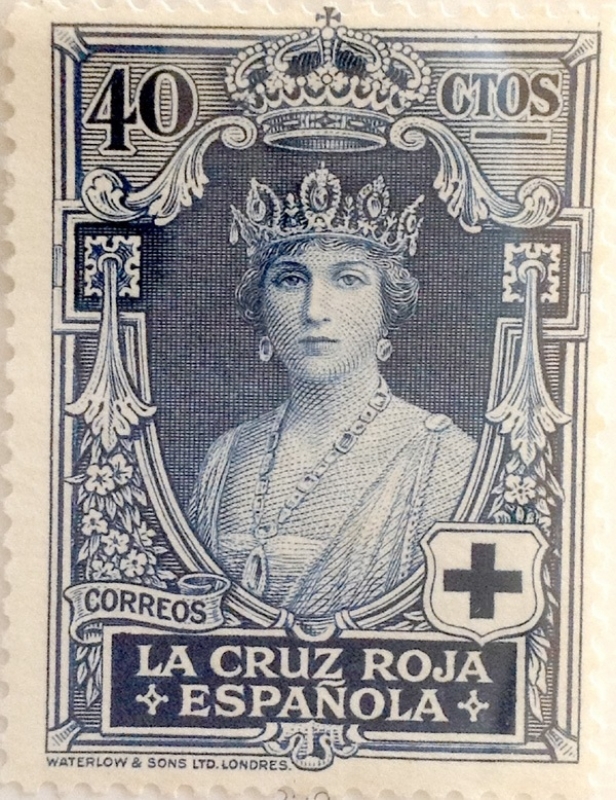 40 CTOS
CORREOS
LA CRUZ ROJA
ESPAÑOLA
WATERLOW & SONS LTD. LONDRES.